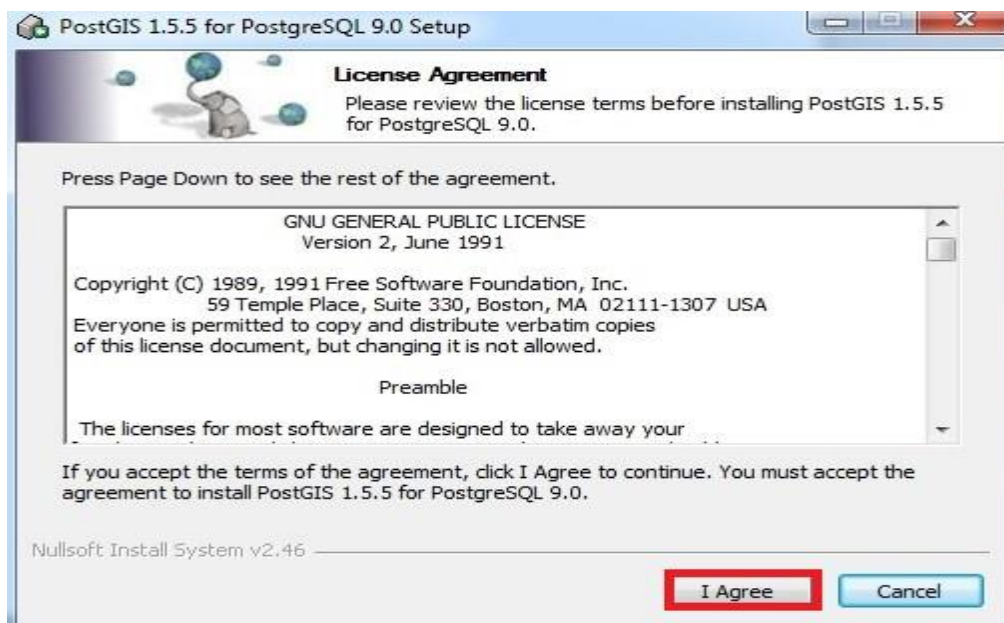 PostGIS 1.5.5 for PostgreSQL 9.0 Setup
License Agreement
Please review the license terms before installing PostGIS 1.5.5
for PostgreSQL 9.0.
Press Page Down to see the rest of the agreement.
GNU GENERAL PUBLIC LICENSE
Version 2, June 1991
Copyright (C) 1989, 1991 Free Software Foundation, Inc.
59 Temple Place, Suite 330, Boston, MA 02111-1307 USA
Everyone is permitted to copy and distribute verbatim copies
of this license document, but changing it is not allowed.
Preamble
The licenses for most software are designed to take away your
If you accept the terms of the agreement, click I Agree to continue. You must accept the
agreement to install PostGIS 1.5.5 for PostgreSQL 9.0.
Nullsoft Install System v2.46
I Agree
Cancel